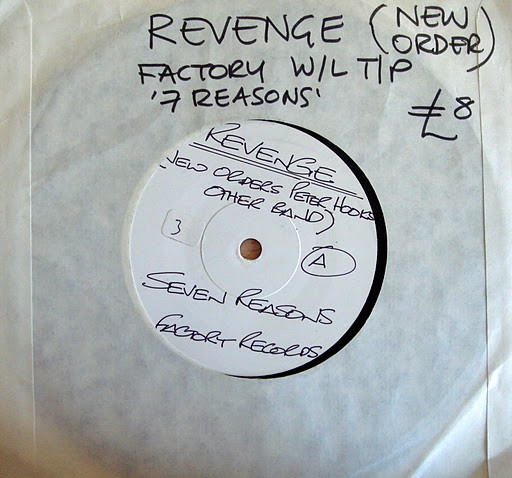 REVENGE (NEW ORDER)
FACTORY W/L T/P
'7 REASONS'
£8
REVENGE
NEW ORDERS PETER HOOKS
OTHER BAND)
3
A
SEVEN REASONS
FACTORY RECORDS